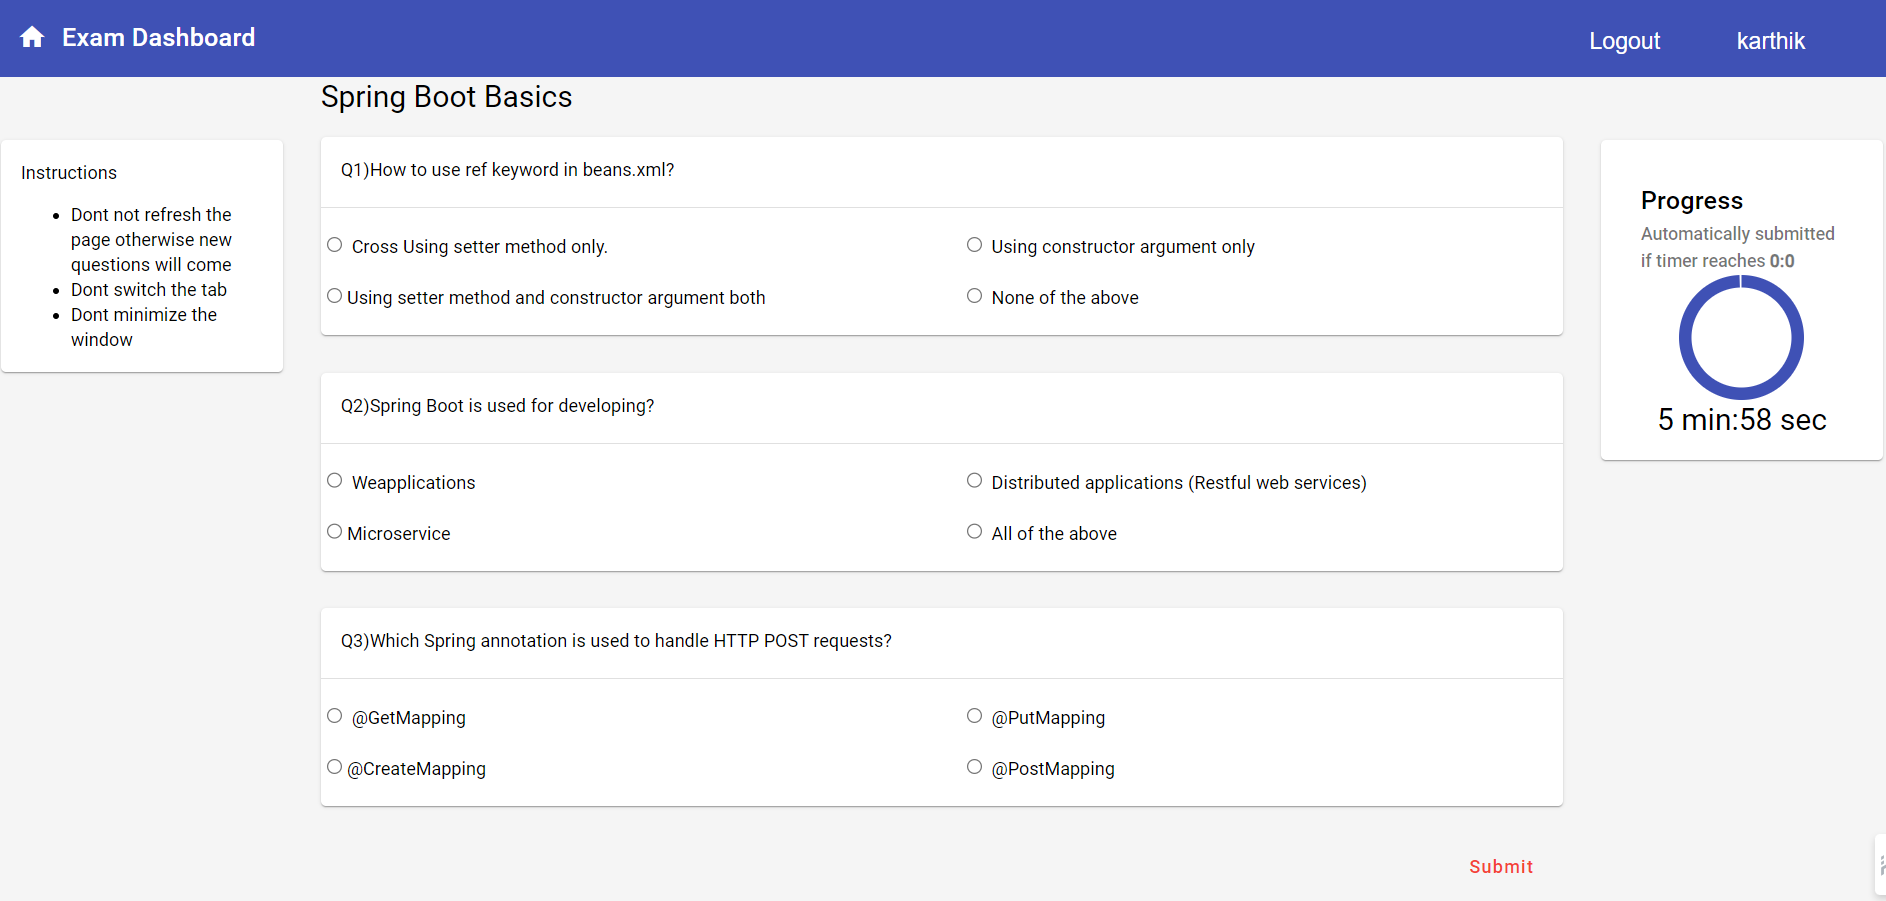 Exam Dashboard
Logout
karthik
Spring Boot Basics
Instructions
Dont not refresh the
page otherwise new
questions will come
Dont switch the tab
Dont minimize the
window
Q1)How to use ref keyword in beans.xml?
Cross Using setter method only.
Using constructor argument only
Using setter method and constructor argument both
None of the above
Q2)Spring Boot is used for developing?
Weapplications
Distributed applications (Restful web services)
Microservice
All of the above
Q3)Which Spring annotation is used to handle HTTP POST requests?
@GetMapping
@PutMapping
@CreateMapping
@PostMapping
Submit
Progress
Automatically submitted
if timer reaches 0:0
5 min:58 sec